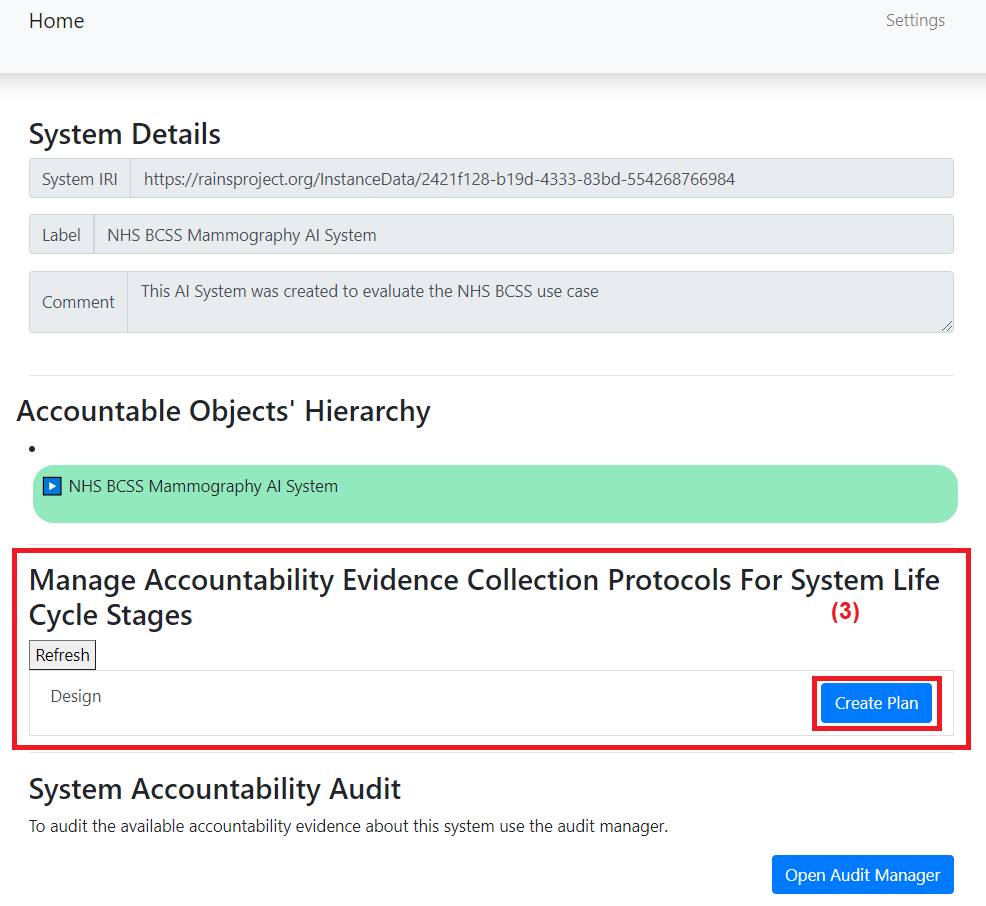 Home
Settings
System Details
System IRI
https://rainsproject.org/InstanceData/2421f128-b19d-4333-83bd-554268766984
Label
NHS BCSS Mammography AI System
Comment
This AI System was created to evaluate the NHS BCSS use case
Accountable Objects' Hierarchy
NHS BCSS Mammography AI System
Manage Accountability Evidence Collection Protocols For System Life
Cycle Stages
(3)
Refresh
Design
Create Plan
System Accountability Audit
To audit the available accountability evidence about this system use the audit manager.
Open Audit Manager